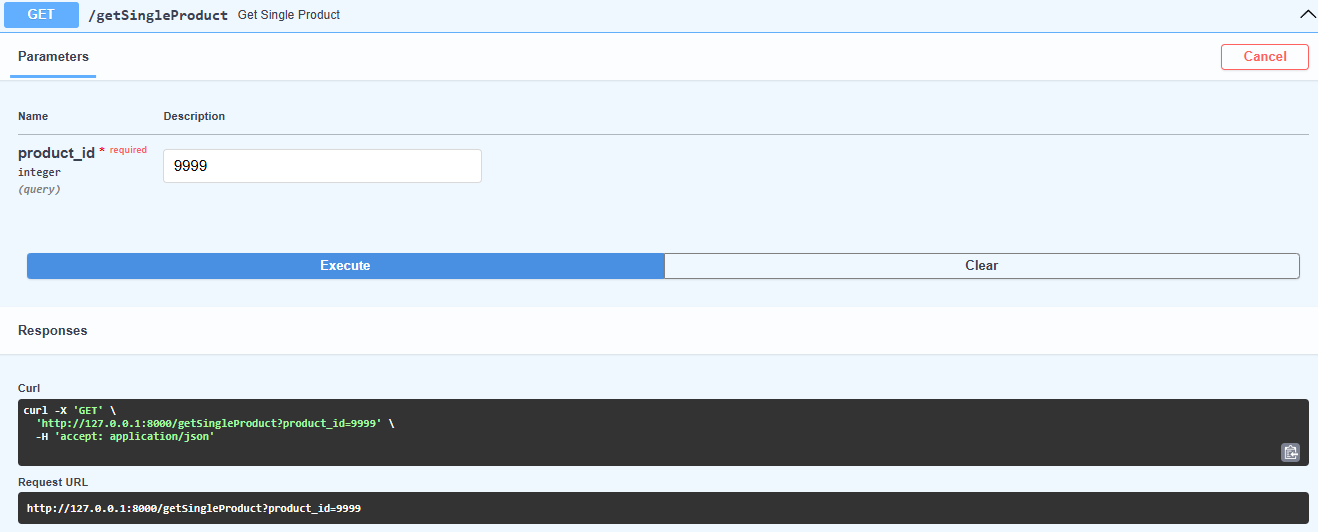 GET /getSingleProduct Get Single Product
Parameters
Cancel
Name Description
product_id * required
integer
(query)
9999
Execute
Clear
Responses
Curl
curl -X 'GET' \
  'http://127.0.0.1:8000/getSingleProduct?product_id=9999' \
  -H 'accept: application/json'
Request URL
http://127.0.0.1:8000/getSingleProduct?product_id=9999